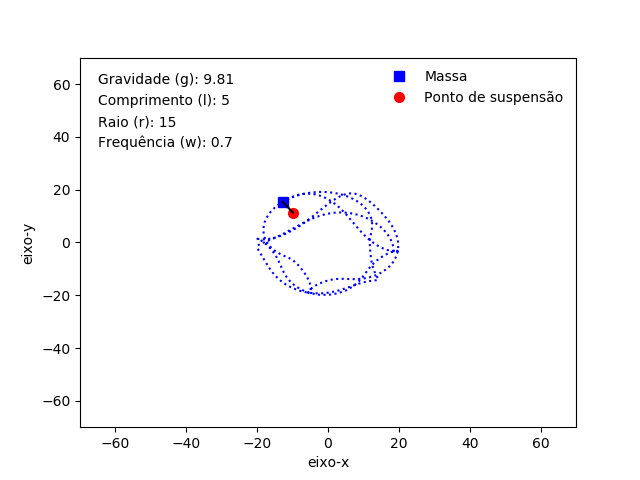 Gravidade (g): 9.81
Comprimento (l): 5
Raio (r): 15
Frequência (w): 0.7
Massa
Ponto de suspensão
60
40
20
0
−20
−40
−60
eixo-y
−60 −40 −20 0 20 40 60
eixo-x